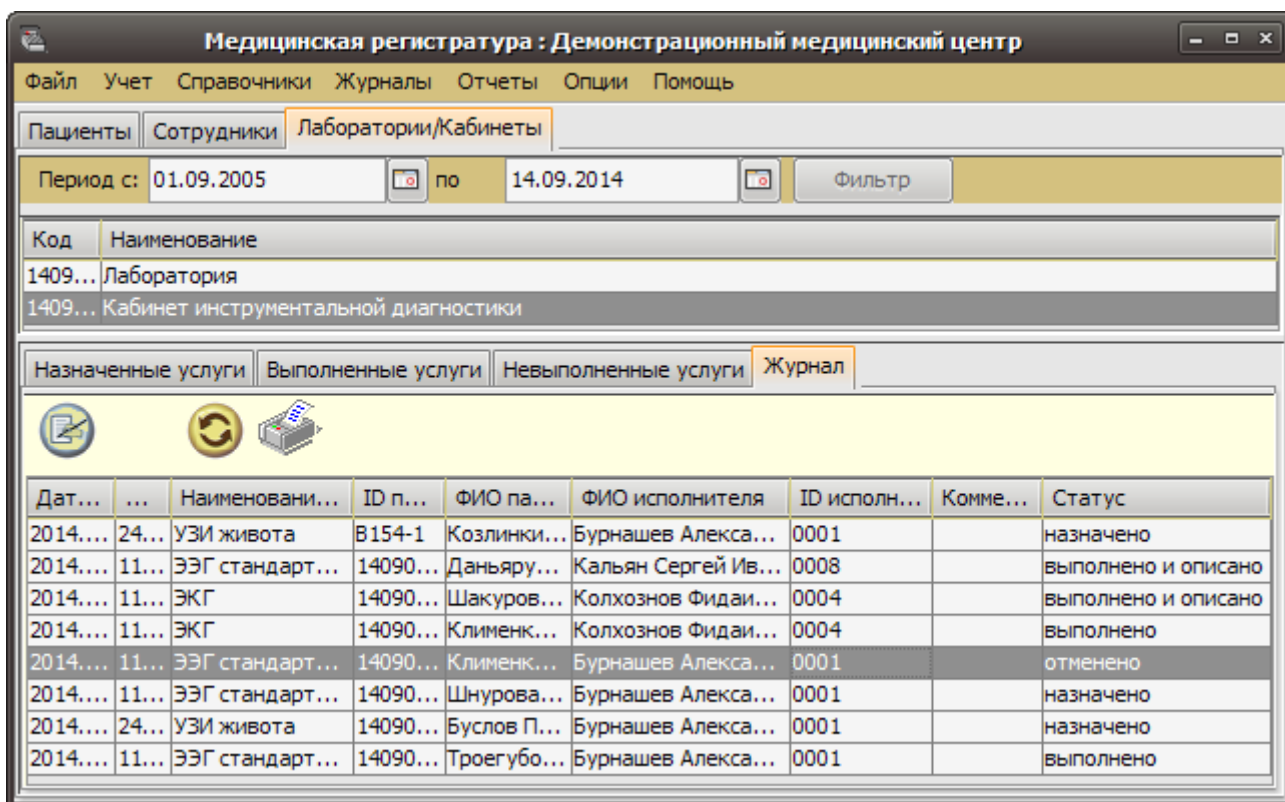 Медицинская регистратура : Демонстрационный медицинский центр
Файл Учет Справочники Журналы Отчеты Опции Помощь
Пациенты Сотрудники Лаборатории/Кабинеты
Период с: 01.09.2005 по 14.09.2014 Фильтр
Код Наименование
1409... Лаборатория
1409... Кабинет инструментальной диагностики
Назначенные услуги Выполненные услуги Невыполненные услуги Журнал
Дат... ... Наименовани... ID п... ФИО па... ФИО исполнителя ID исполн... Комме... Статус
2014.... 24... УЗИ живота B154-1 Козлинки... Бурнашев Алекса... 0001 назначено
2014.... 11... ЭЭГ стандарт... 14090... Даньяру... Кальян Сергей Ив... 0008 выполнено и описано
2014.... 11... ЭКГ 14090... Шакуров... Колхознов Фидаи... 0004 выполнено и описано
2014.... 11... ЭКГ 14090... Клименк... Колхознов Фидаи... 0004 выполнено
2014.... 11... ЭЭГ стандарт... 14090... Клименк... Бурнашев Алекса... 0001 отменено
2014.... 11... ЭЭГ стандарт... 14090... Шнурова... Бурнашев Алекса... 0001 назначено
2014.... 24... УЗИ живота 14090... Буслов П... Бурнашев Алекса... 0001 назначено
2014.... 11... ЭЭГ стандарт... 14090... Троегубо... Бурнашев Алекса... 0001 выполнено